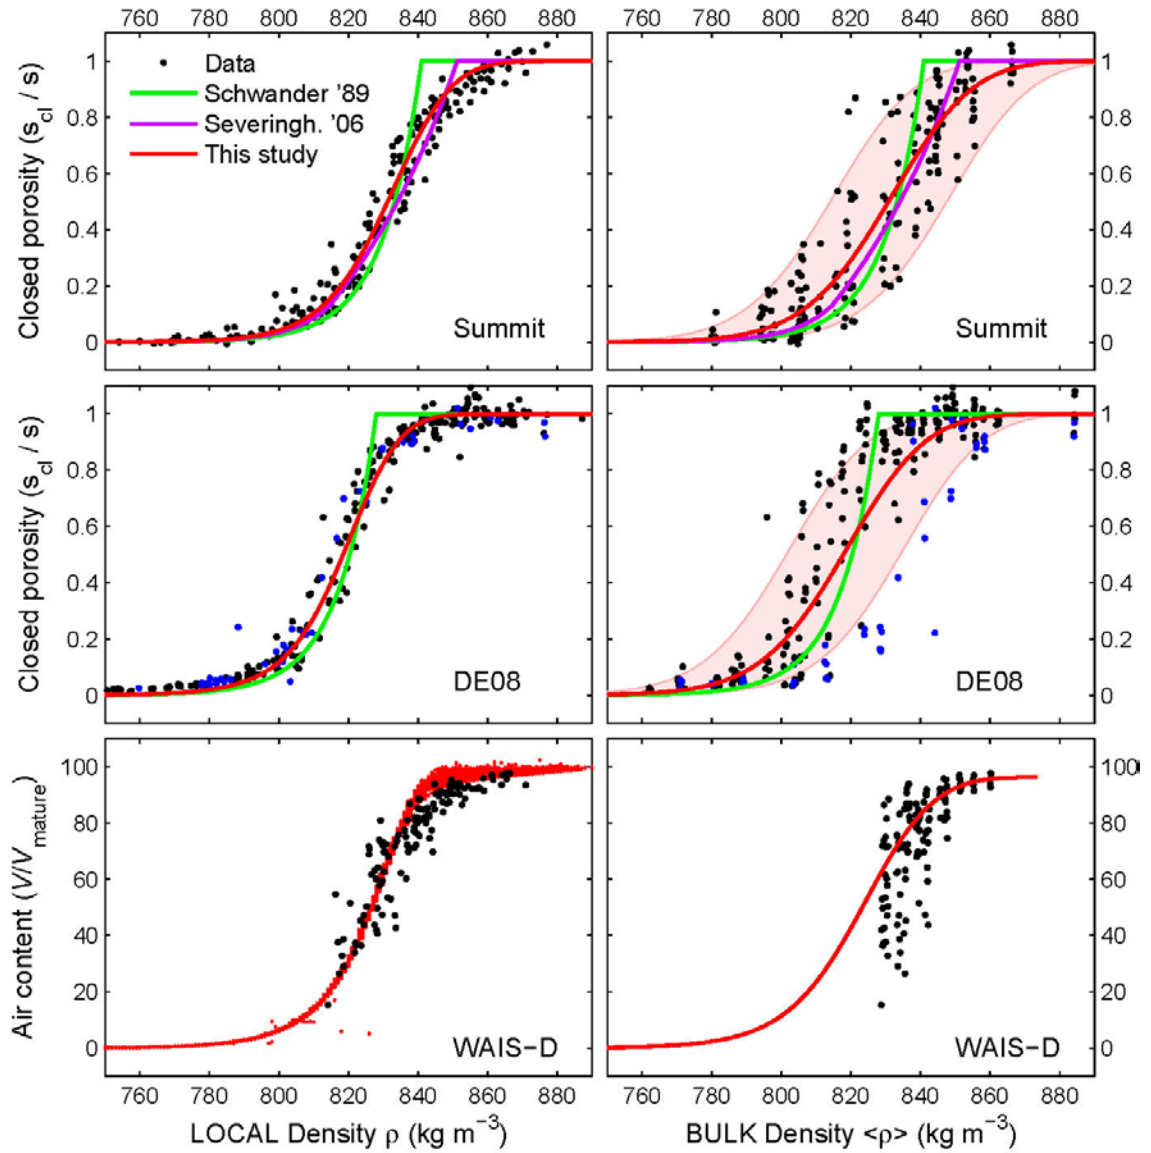 760 780 800 820 840 860 880 760 780 800 820 840 860 880
Closed porosity (s_cl / s)
1
0.8
0.6
0.4
0.2
0
Data
Schwander '89
Severingh. '06
This study
Summit
Summit
1
0.8
0.6
0.4
0.2
0
Closed porosity (s_cl / s)
1
0.8
0.6
0.4
0.2
0
DE08
DE08
1
0.8
0.6
0.4
0.2
0
Air content (V/V_mature)
100
80
60
40
20
0
WAIS−D
WAIS−D
100
80
60
40
20
0
760 780 800 820 840 860 880 760 780 800 820 840 860 880
LOCAL Density ρ (kg m⁻³) BULK Density <ρ> (kg m⁻³)